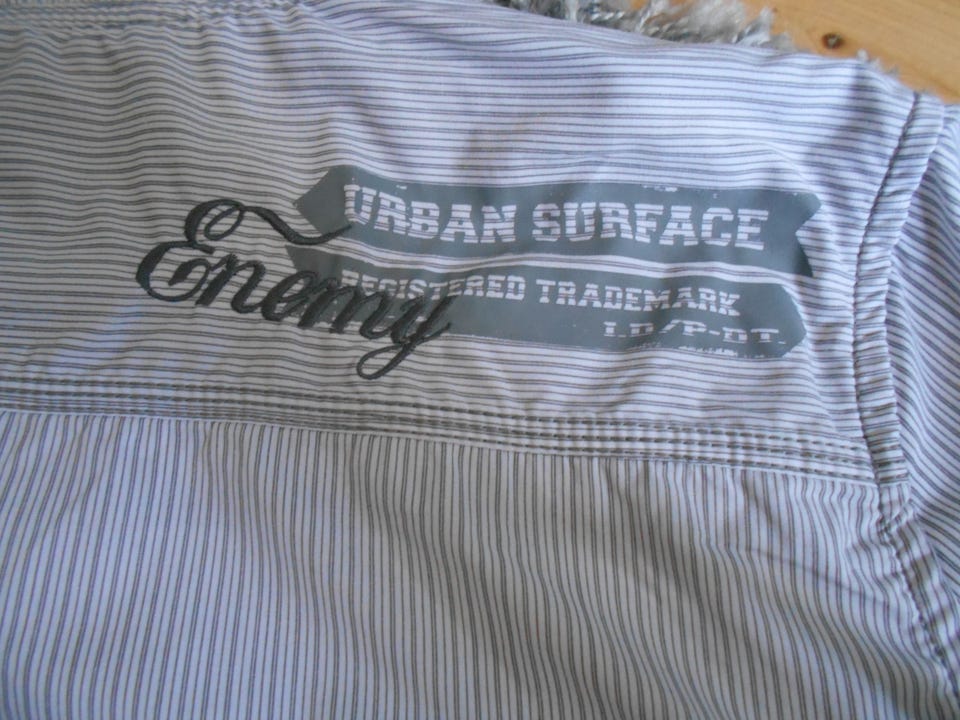 URBAN SURFACE
REGISTERED TRADEMARK
Enemy